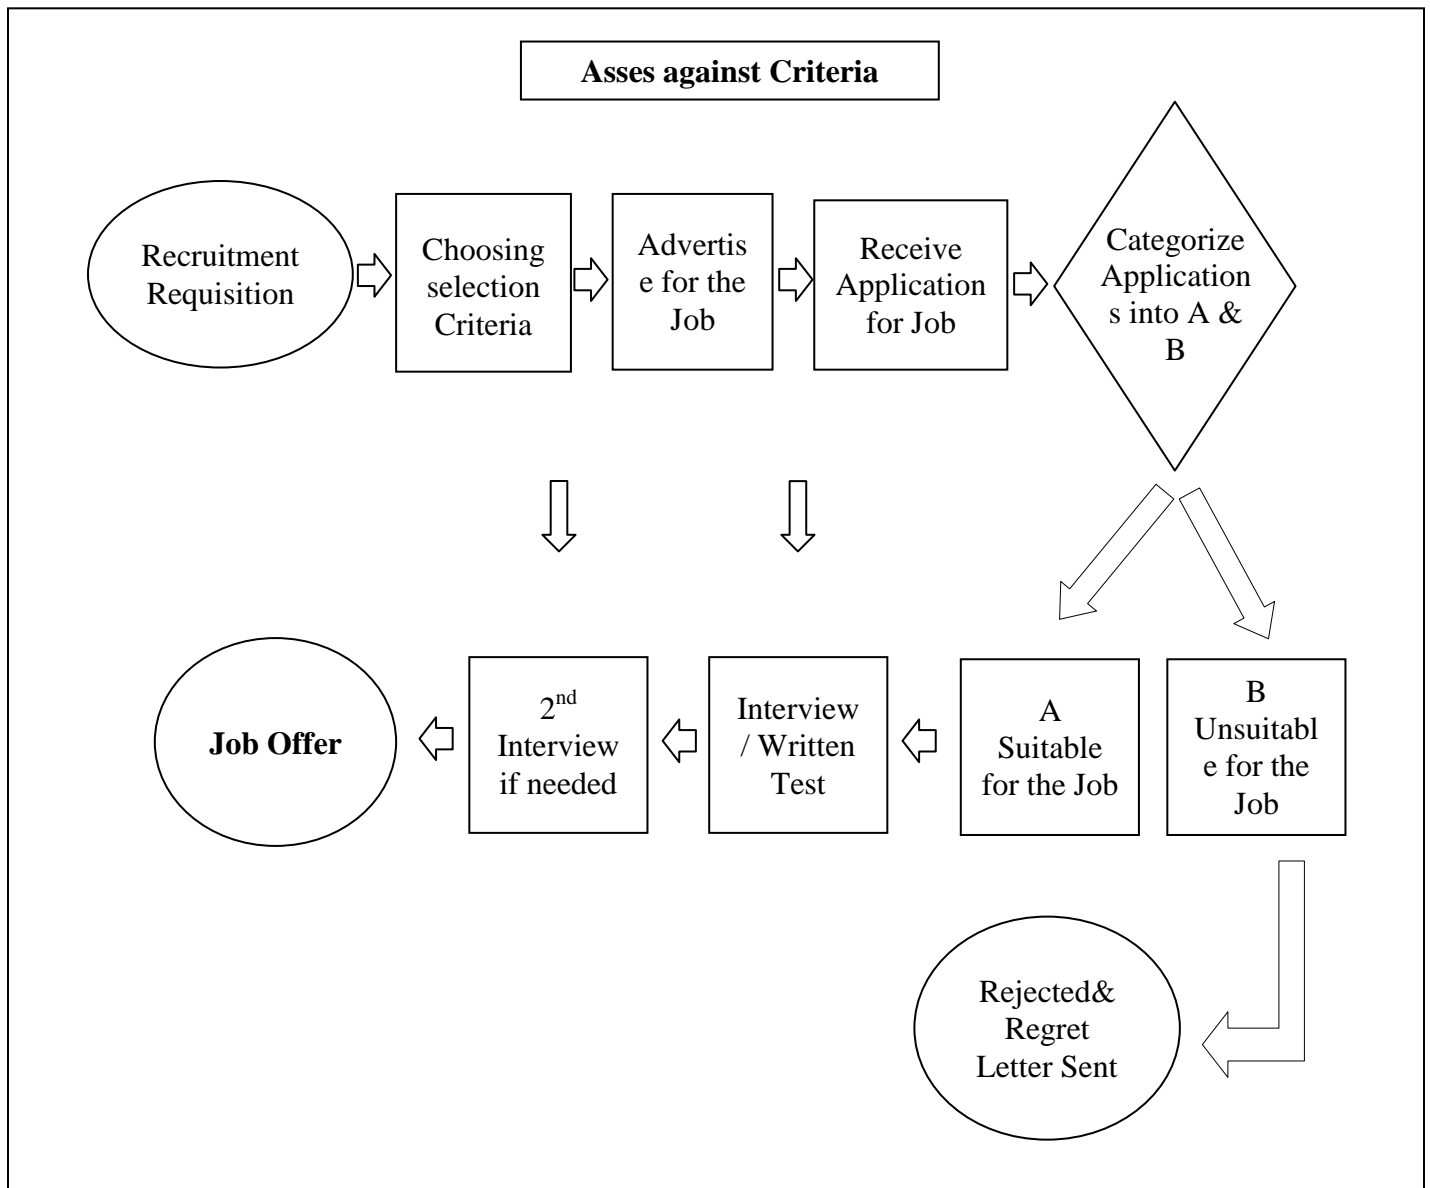 Asses against Criteria
Recruitment
Requisition
Choosing
selection
Criteria
Advertis
e for the
Job
Receive
Application
for Job
Categorize
Application
s into A &
B
Job Offer
2nd
Interview
if needed
Interview
/ Written
Test
A
Suitable
for the Job
B
Unsuitabl
e for the
Job
Rejected&
Regret
Letter Sent